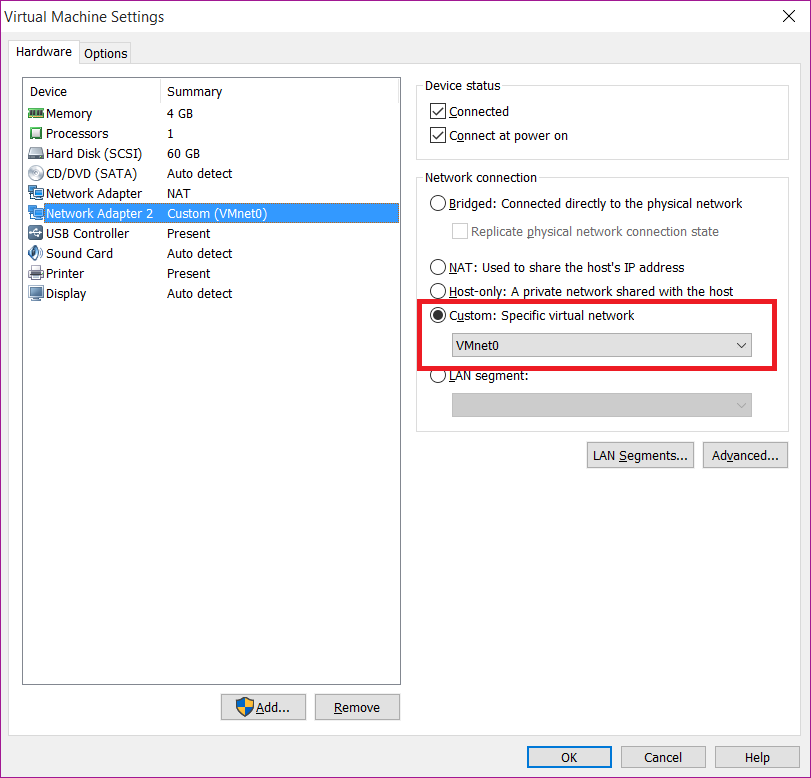 Virtual Machine Settings
Hardware
Options
Device Summary
Memory 4 GB
Processors 1
Hard Disk (SCSI) 60 GB
CD/DVD (SATA) Auto detect
Network Adapter NAT
Network Adapter 2 Custom (VMnet0)
USB Controller Present
Sound Card Auto detect
Printer Present
Display Auto detect
Add...
Remove
Device status
Connected
Connect at power on
Network connection
Bridged: Connected directly to the physical network
Replicate physical network connection state
NAT: Used to share the host's IP address
Host-only: A private network shared with the host
Custom: Specific virtual network
VMnet0
LAN segment:
LAN Segments... Advanced...
OK Cancel Help